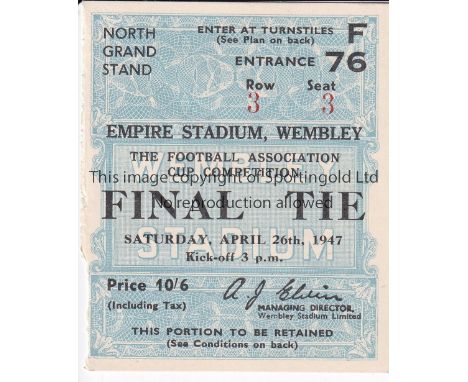 NORTH GRAND STAND
ENTER AT TURNSTILES
(See Plan on back)
F
ENTRANCE 76
Row Seat
3 3
EMPIRE STADIUM, WEMBLEY
THE FOOTBALL ASSOCIATION
CUP COMPETITION
WEMBLEY
This image copyright of Sportingold Limited
No reproduction allowed
FINAL TIE
SATURDAY, APRIL 26th, 1947
Kick-off 3 p.m.
STADIUM
Price 10/6
(Including Tax)
A. J. Elvin
MANAGING DIRECTOR,
Wembley Stadium Limited
THIS PORTION TO BE RETAINED
(See Conditions on back)